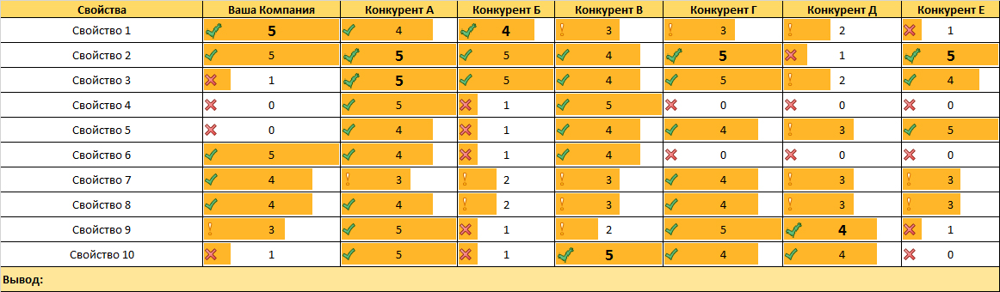 Свойства Ваша Компания Конкурент А Конкурент Б Конкурент В Конкурент Г Конкурент Д Конкурент Е
Свойство 1 5 4 4 3 3 2 1
Свойство 2 5 5 5 4 5 1 5
Свойство 3 1 5 5 4 5 2 4
Свойство 4 0 5 1 5 0 0 0
Свойство 5 0 4 1 4 4 3 5
Свойство 6 5 4 1 4 0 0 0
Свойство 7 4 3 2 3 4 3 3
Свойство 8 4 4 2 3 4 3 3
Свойство 9 3 5 1 2 5 4 1
Свойство 10 1 5 1 5 4 4 0
Вывод: